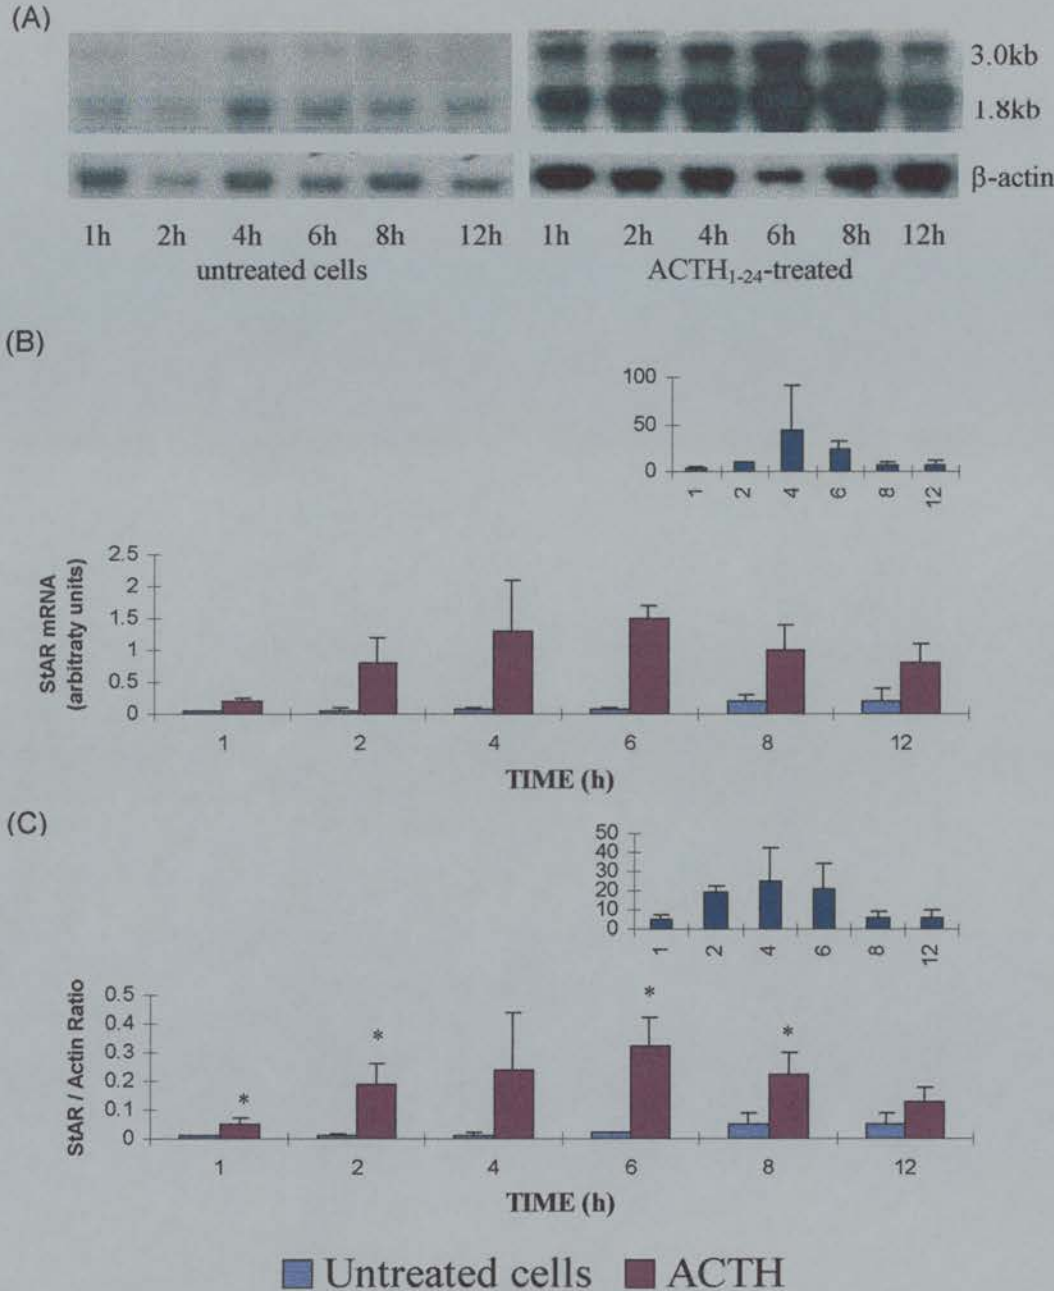 (A)
3.0kb
1.8kb
β-actin
1h 2h 4h 6h 8h 12h 1h 2h 4h 6h 8h 12h
untreated cells ACTH1-24-treated
(B)
100
50
0
1 2 4 6 8 12
StAR mRNA
(arbitraty units)
2.5
2
1.5
1
0.5
0
1 2 4 6 8 12
TIME (h)
(C)
50
40
30
20
10
0
1 2 4 6 8 12
StAR / Actin Ratio
0.5
0.4
0.3
0.2
0.1
0
* * * *
1 2 4 6 8 12
TIME (h)
Untreated cells ACTH